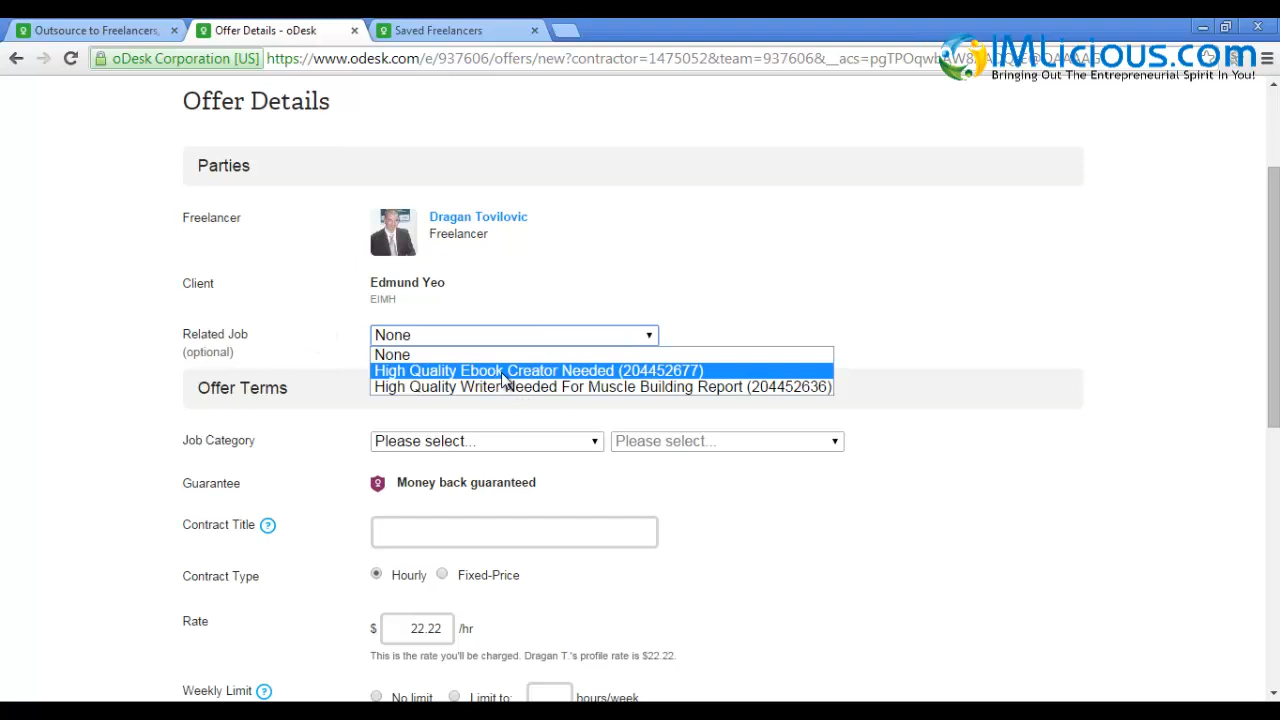 Outsource to Freelancers,
Offer Details - oDesk
Saved Freelancers
oDesk Corporation [US]
https://www.odesk.com/e/937606/offers/new?contractor=1475052&team=937606&__acs=pgTPOqwbAW8
IMLicious.com
Bringing Out The Entrepreneurial Spirit In You!
Offer Details
Parties
Freelancer
Dragan Tovilovic
Freelancer
Client
Edmund Yeo
EIMH
Related Job
(optional)
None
None
High Quality Ebook Creator Needed (204452677)
High Quality Writer Needed For Muscle Building Report (204452636)
Offer Terms
Job Category
Please select...
Please select...
Guarantee
Money back guaranteed
Contract Title ?
Contract Type
Hourly
Fixed-Price
Rate
$ 22.22 /hr
This is the rate you'll be charged. Dragan T.'s profile rate is $22.22.
Weekly Limit ?
No limit
Limit to:
hours/week